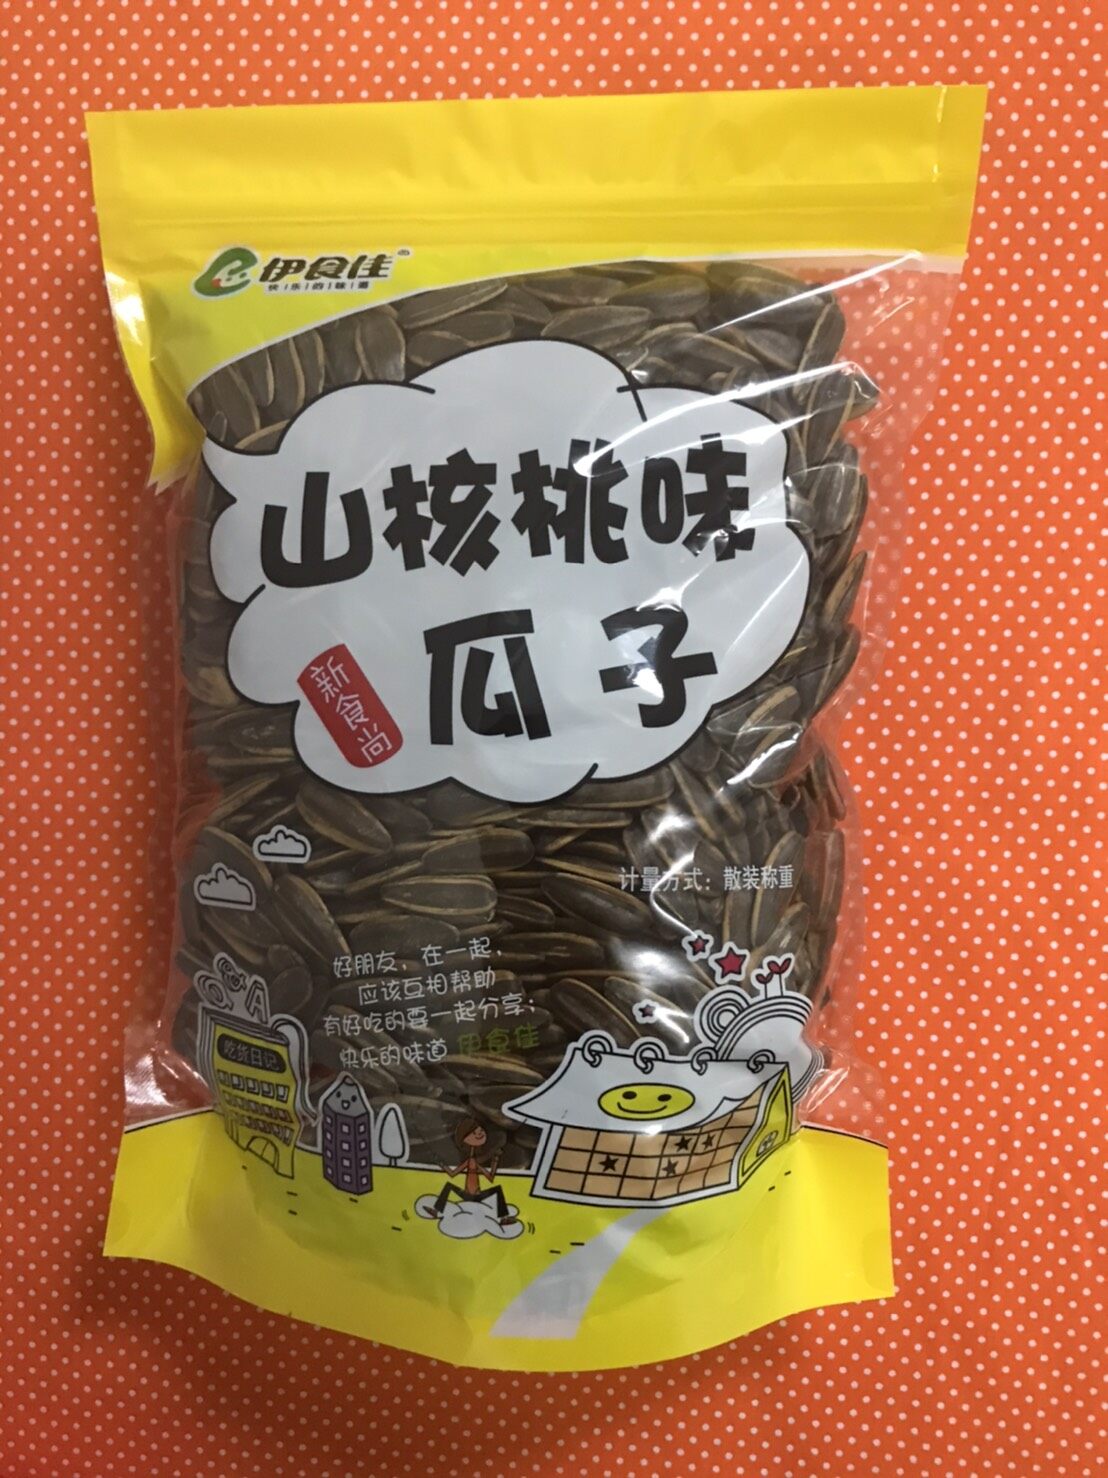 伊食佳
快乐的味道
山核桃味
瓜子
新食尚
计量方式：散装称重
好朋友，在一起，
应该互相帮助
有好吃的要一起分享；
快乐的味道 伊食佳
Q&A
吃货日记